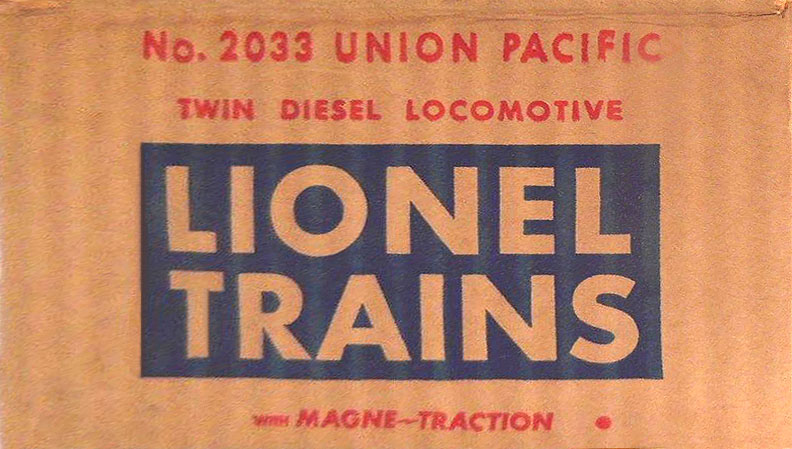 No. 2033 UNION PACIFIC
TWIN DIESEL LOCOMOTIVE
LIONEL
TRAINS
WITH MAGNE–TRACTION